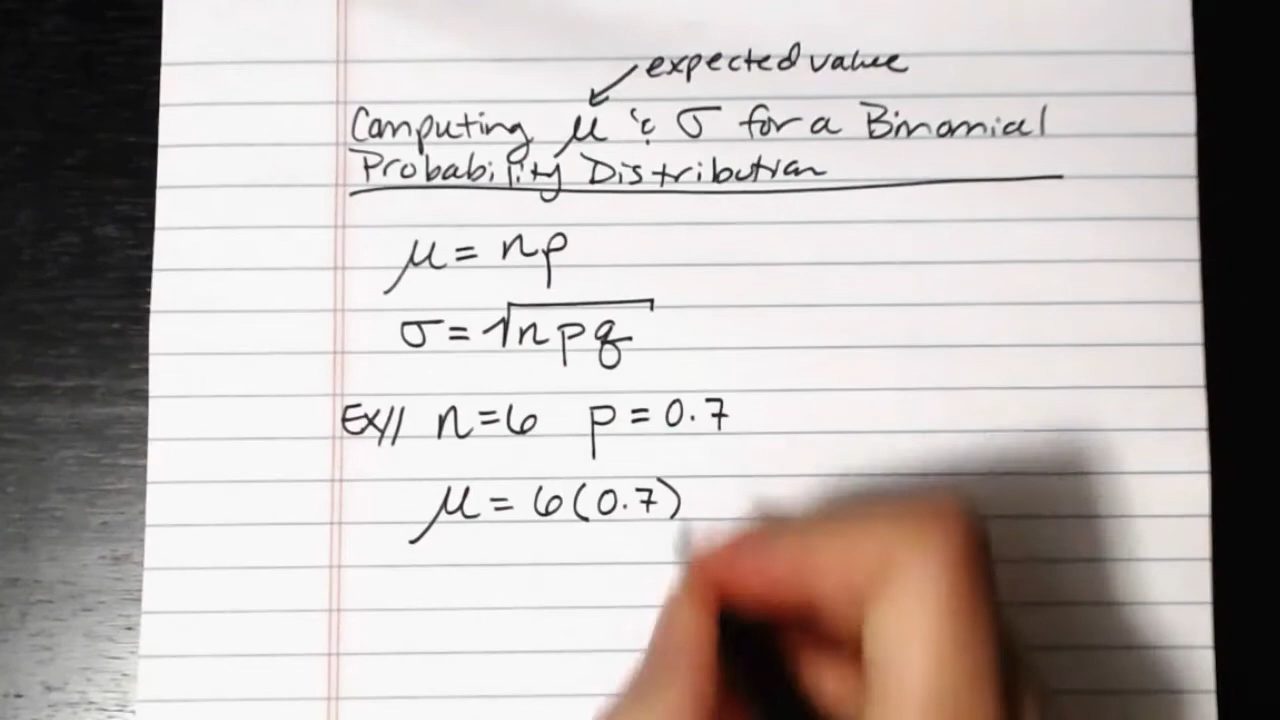 expected value
Computing μ & σ for a Binomial
Probability Distribution
μ = np
σ = √npq
EX// n=6 p = 0.7
μ = 6(0.7)